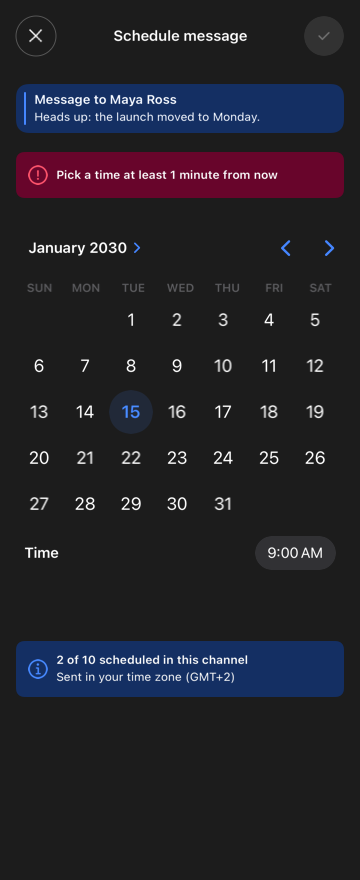 Schedule message
Message to Maya Ross
Heads up: the launch moved to Monday.
Pick a time at least 1 minute from now
January 2030
SUN MON TUE WED THU FRI SAT
1 2 3 4 5
6 7 8 9 10 11 12
13 14 15 16 17 18 19
20 21 22 23 24 25 26
27 28 29 30 31
Time 9:00 AM
2 of 10 scheduled in this channel
Sent in your time zone (GMT+2)